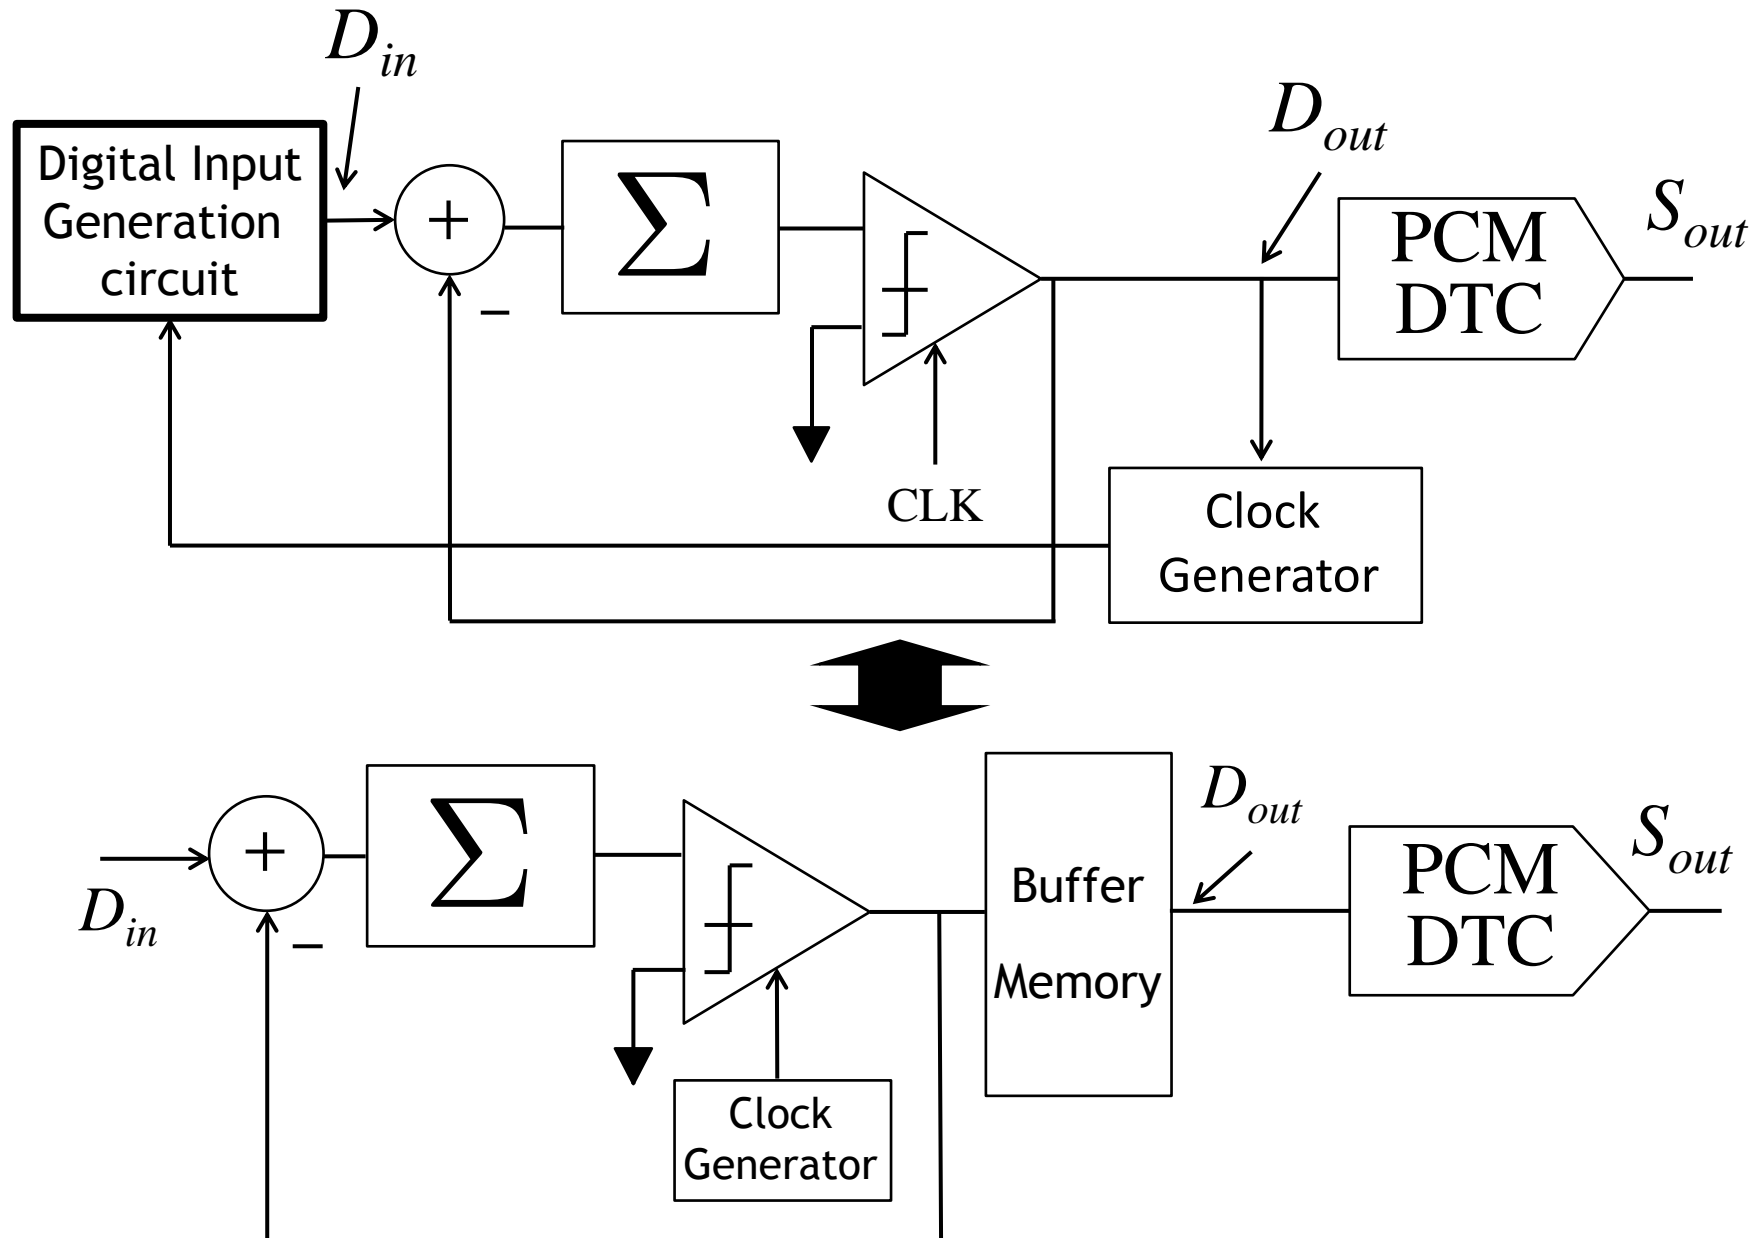 D_in
Digital Input
Generation
circuit
+
−
Σ
CLK
D_out
PCM
DTC
S_out
Clock
Generator
D_in
+
−
Σ
Clock
Generator
Buffer
Memory
D_out
PCM
DTC
S_out